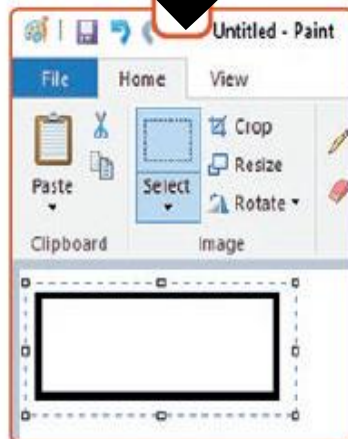 Untitled - Paint
File Home View
Paste
Select
Crop
Resize
Rotate
Clipboard
Image